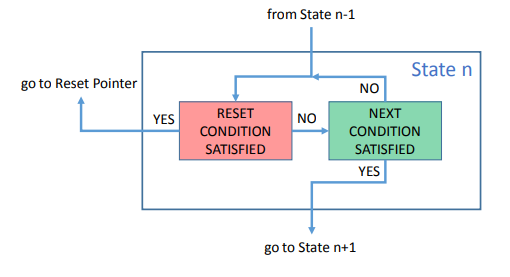 from State n-1
State n
go to Reset Pointer
NO
YES
RESET
CONDITION
SATISFIED
NO
NEXT
CONDITION
SATISFIED
YES
go to State n+1